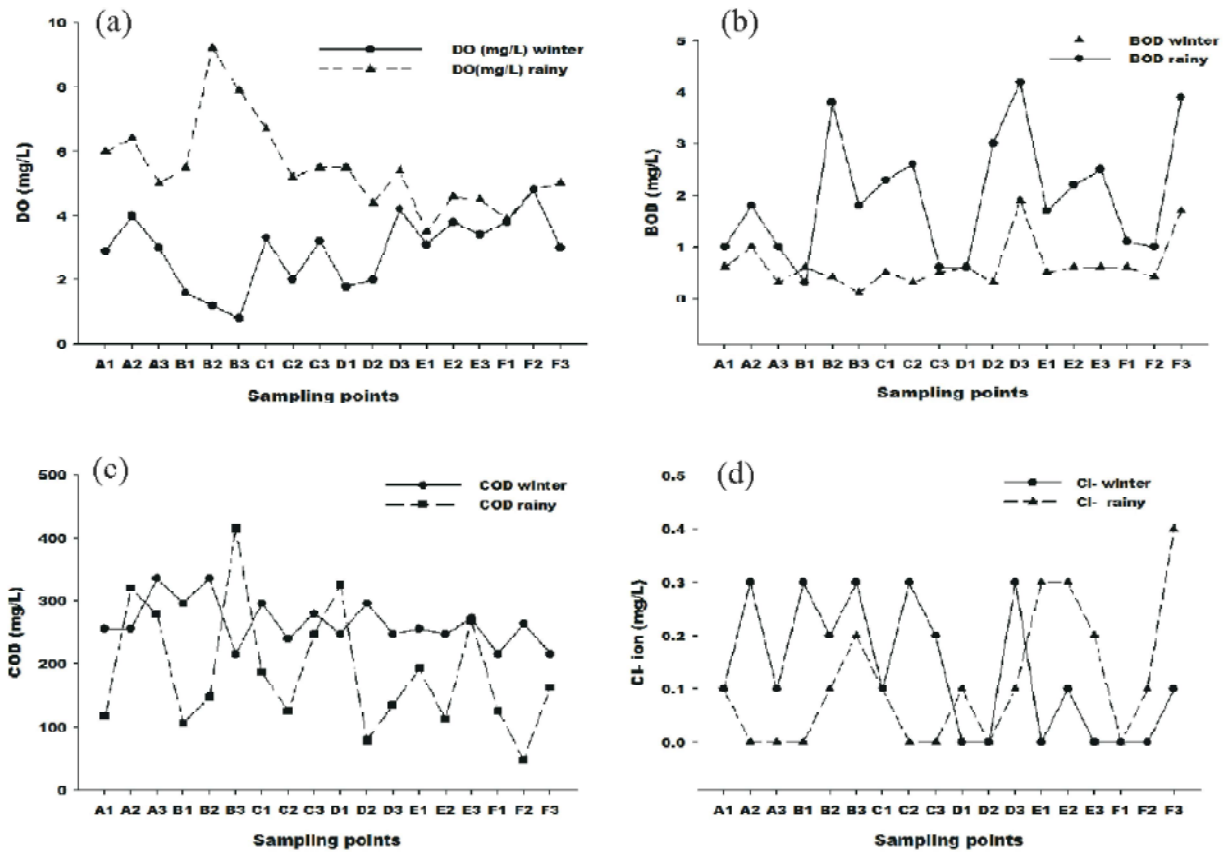 (a)
10
8
6
4
2
0
DO (mg/L)
DO (mg/L) winter
DO(mg/L) rainy
A1 A2 A3 B1 B2 B3 C1 C2 C3 D1 D2 D3 E1 E2 E3 F1 F2 F3
Sampling points
(b)
5
4
3
2
1
0
BOD (mg/L)
BOD winter
BOD rainy
A1 A2 A3 B1 B2 B3 C1 C2 C3 D1 D2 D3 E1 E2 E3 F1 F2 F3
Sampling points
(c)
500
400
300
200
100
0
COD (mg/L)
COD winter
COD rainy
A1 A2 A3 B1 B2 B3 C1 C2 C3 D1 D2 D3 E1 E2 E3 F1 F2 F3
Sampling points
(d)
0.5
0.4
0.3
0.2
0.1
0.0
Cl- ion (mg/L)
Cl- winter
Cl- rainy
A1 A2 A3 B1 B2 B3 C1 C2 C3 D1 D2 D3 E1 E2 E3 F1 F2 F3
Sampling points